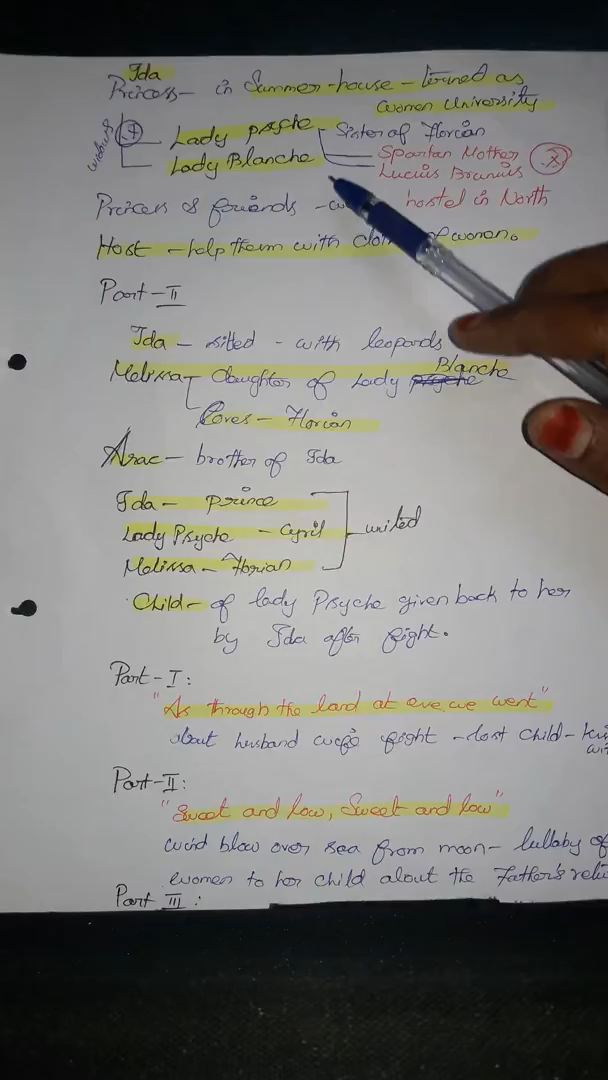 Ida
Princess - in Summer-house - termed as
women University
widows
Lady psyche - Sister of Florian
Lady Blanche
Spartan Mother
Lucius
hosted in North
Princes & friends -
Host - help them with of women.
Part - II
Ida - sitted - with leopards
Melissa - daughter of Lady psyche Blanche
Loves - Florian
Arac - brother of Ida
Ida - prince
Lady Psyche - Cyril
Melissa - Florian
united
Child - of lady Psyche given back to her
by Ida after fight.
Part - I:
"As through the land at eve we went"
about husband wife fight - lost child -
Part - II:
"Sweet and low, Sweet and low"
wind blow over sea from moon - lullaby of
women to her child about the Father's
Part III: